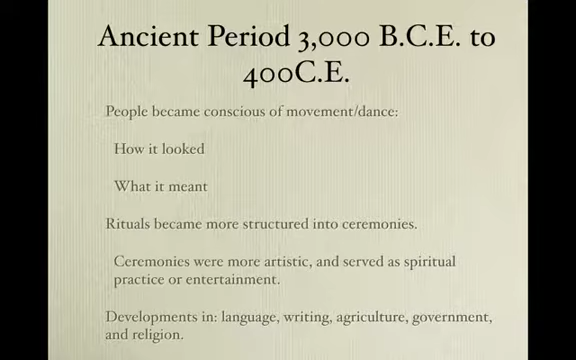 Ancient Period 3,000 B.C.E. to
400C.E.
People became conscious of movement/dance:
How it looked
What it meant
Rituals became more structured into ceremonies.
Ceremonies were more artistic, and served as spiritual
practice or entertainment.
Developments in: language, writing, agriculture, government,
and religion.